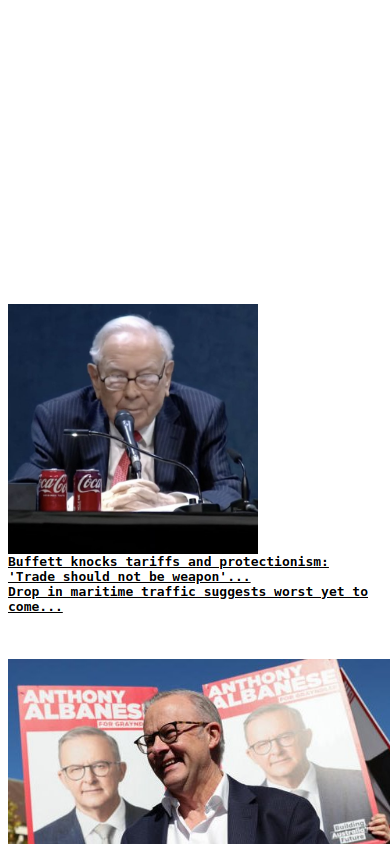 Coca-Cola
Coca
Buffett knocks tariffs and protectionism:
'Trade should not be weapon'...
Drop in maritime traffic suggests worst yet to
come...
ANTHONY
ALBANESE
FOR GRAYNDLER
ANTHONY
ALBANESE
FOR GRAYNDLER
Building
Australia's
Future